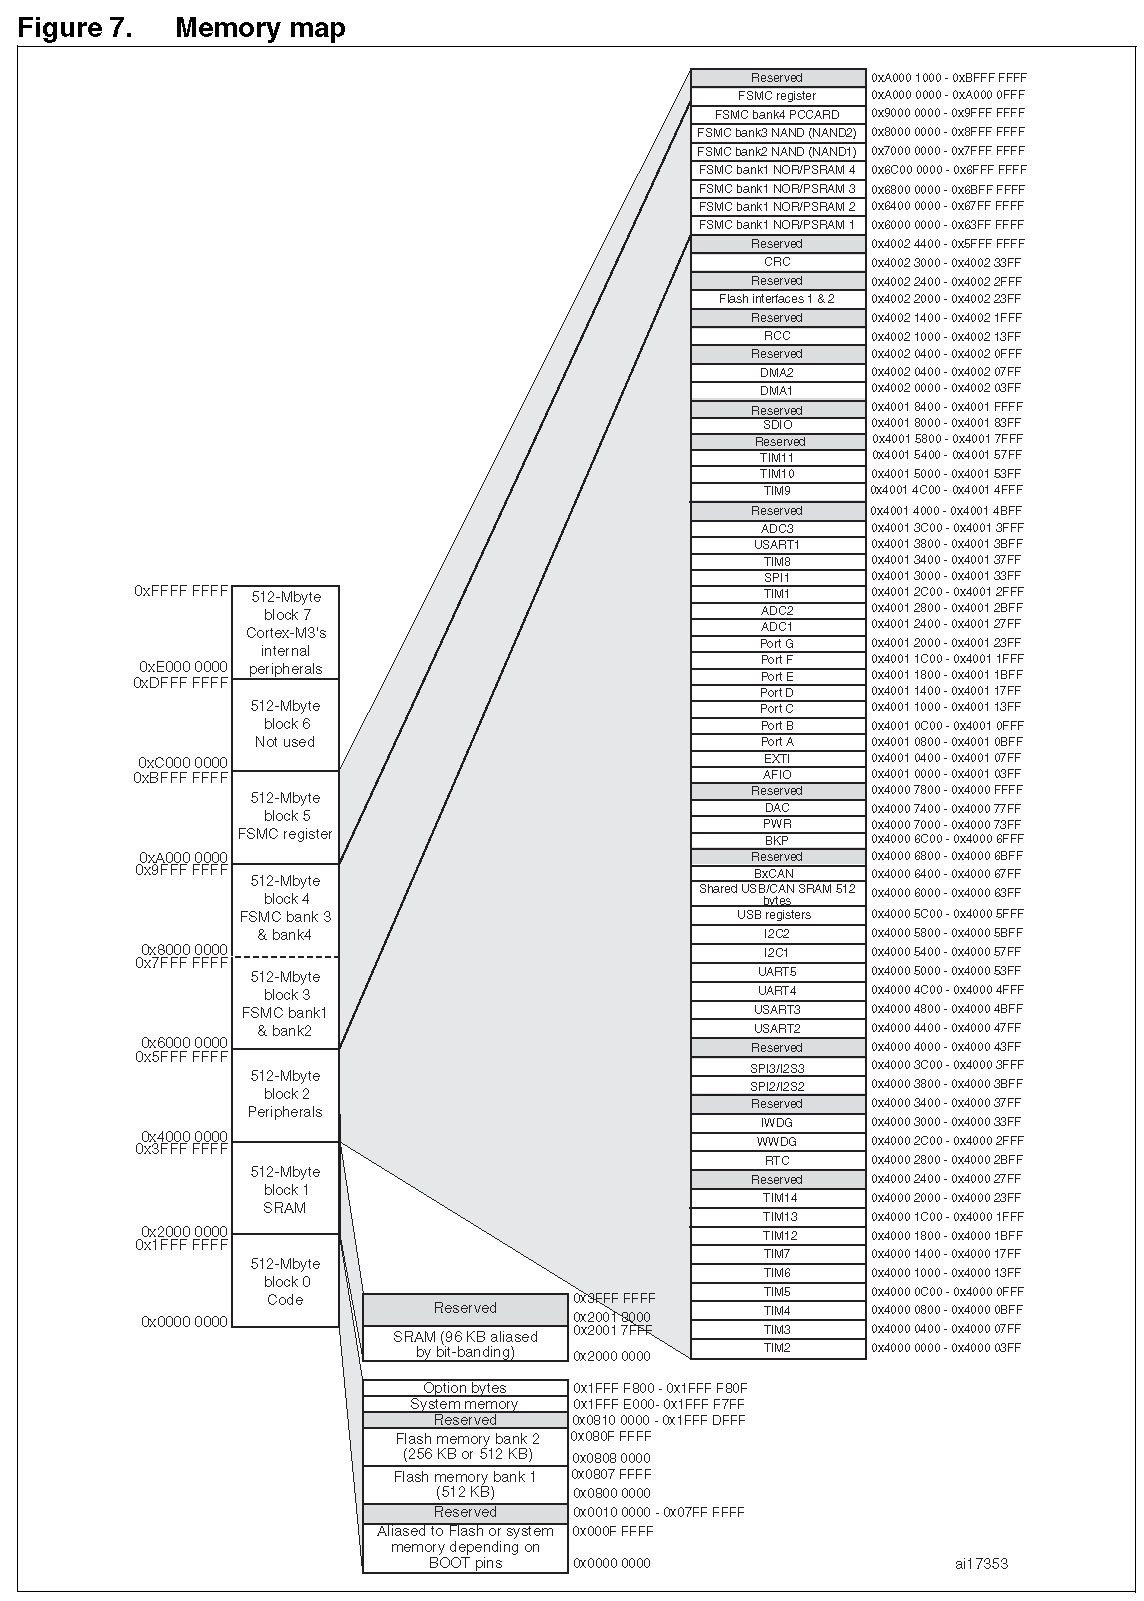 Figure 7. Memory map
Reserved 0xA000 1000 - 0xBFFF FFFF
FSMC register 0xA000 0000 - 0xA000 0FFF
FSMC bank4 PCCARD 0x9000 0000 - 0x9FFF FFFF
FSMC bank3 NAND (NAND2) 0x8000 0000 - 0x8FFF FFFF
FSMC bank2 NAND (NAND1) 0x7000 0000 - 0x7FFF FFFF
FSMC bank1 NOR/PSRAM 4 0x6C00 0000 - 0x6FFF FFFF
FSMC bank1 NOR/PSRAM 3 0x6800 0000 - 0x6BFF FFFF
FSMC bank1 NOR/PSRAM 2 0x6400 0000 - 0x67FF FFFF
FSMC bank1 NOR/PSRAM 1 0x6000 0000 - 0x63FF FFFF
Reserved 0x4002 4400 - 0x5FFF FFFF
CRC 0x4002 3000 - 0x4002 33FF
Reserved 0x4002 2400 - 0x4002 2FFF
Flash interfaces 1 & 2 0x4002 2000 - 0x4002 23FF
Reserved 0x4002 1400 - 0x4002 1FFF
RCC 0x4002 1000 - 0x4002 13FF
Reserved 0x4002 0400 - 0x4002 0FFF
DMA2 0x4002 0400 - 0x4002 07FF
DMA1 0x4002 0000 - 0x4002 03FF
Reserved 0x4001 8400 - 0x4001 FFFF
SDIO 0x4001 8000 - 0x4001 83FF
Reserved 0x4001 5800 - 0x4001 7FFF
TIM11 0x4001 5400 - 0x4001 57FF
TIM10 0x4001 5000 - 0x4001 53FF
TIM9 0x4001 4C00 - 0x4001 4FFF
Reserved 0x4001 4000 - 0x4001 4BFF
ADC3 0x4001 3C00 - 0x4001 3FFF
USART1 0x4001 3800 - 0x4001 3BFF
TIM8 0x4001 3400 - 0x4001 37FF
SPI1 0x4001 3000 - 0x4001 33FF
TIM1 0x4001 2C00 - 0x4001 2FFF
ADC2 0x4001 2800 - 0x4001 2BFF
ADC1 0x4001 2400 - 0x4001 27FF
Port G 0x4001 2000 - 0x4001 23FF
Port F 0x4001 1C00 - 0x4001 1FFF
Port E 0x4001 1800 - 0x4001 1BFF
Port D 0x4001 1400 - 0x4001 17FF
Port C 0x4001 1000 - 0x4001 13FF
Port B 0x4001 0C00 - 0x4001 0FFF
Port A 0x4001 0800 - 0x4001 0BFF
EXTI 0x4001 0400 - 0x4001 07FF
AFIO 0x4001 0000 - 0x4001 03FF
Reserved 0x4000 7800 - 0x4000 FFFF
DAC 0x4000 7400 - 0x4000 77FF
PWR 0x4000 7000 - 0x4000 73FF
BKP 0x4000 6C00 - 0x4000 6FFF
Reserved 0x4000 6800 - 0x4000 6BFF
BxCAN 0x4000 6400 - 0x4000 67FF
Shared USB/CAN SRAM 512
bytes 0x4000 6000 - 0x4000 63FF
USB registers 0x4000 5C00 - 0x4000 5FFF
I2C2 0x4000 5800 - 0x4000 5BFF
I2C1 0x4000 5400 - 0x4000 57FF
UART5 0x4000 5000 - 0x4000 53FF
UART4 0x4000 4C00 - 0x4000 4FFF
USART3 0x4000 4800 - 0x4000 4BFF
USART2 0x4000 4400 - 0x4000 47FF
Reserved 0x4000 4000 - 0x4000 43FF
SPI3/I2S3 0x4000 3C00 - 0x4000 3FFF
SPI2/I2S2 0x4000 3800 - 0x4000 3BFF
Reserved 0x4000 3400 - 0x4000 37FF
IWDG 0x4000 3000 - 0x4000 33FF
WWDG 0x4000 2C00 - 0x4000 2FFF
RTC 0x4000 2800 - 0x4000 2BFF
Reserved 0x4000 2400 - 0x4000 27FF
TIM14 0x4000 2000 - 0x4000 23FF
TIM13 0x4000 1C00 - 0x4000 1FFF
TIM12 0x4000 1800 - 0x4000 1BFF
TIM7 0x4000 1400 - 0x4000 17FF
TIM6 0x4000 1000 - 0x4000 13FF
TIM5 0x4000 0C00 - 0x4000 0FFF
TIM4 0x4000 0800 - 0x4000 0BFF
TIM3 0x4000 0400 - 0x4000 07FF
TIM2 0x4000 0000 - 0x4000 03FF
0xFFFF FFFF
512-Mbyte
block 7
Cortex-M3's
internal
peripherals
0xE000 0000
0xDFFF FFFF
512-Mbyte
block 6
Not used
0xC000 0000
0xBFFF FFFF
512-Mbyte
block 5
FSMC register
0xA000 0000
0x9FFF FFFF
512-Mbyte
block 4
FSMC bank 3
& bank4
0x8000 0000
0x7FFF FFFF
512-Mbyte
block 3
FSMC bank1
& bank2
0x6000 0000
0x5FFF FFFF
512-Mbyte
block 2
Peripherals
0x4000 0000
0x3FFF FFFF
512-Mbyte
block 1
SRAM
0x2000 0000
0x1FFF FFFF
512-Mbyte
block 0
Code
0x0000 0000
0x3FFF FFFF
Reserved
0x2001 8000
0x2001 7FFF
SRAM (96 KB aliased
by bit-banding)
0x2000 0000
Option bytes 0x1FFF F800 - 0x1FFF F80F
System memory 0x1FFF E000- 0x1FFF F7FF
Reserved 0x0810 0000 - 0x1FFF DFFF
Flash memory bank 2 0x080F FFFF
(256 KB or 512 KB) 0x0808 0000
Flash memory bank 1 0x0807 FFFF
(512 KB) 0x0800 0000
Reserved 0x0010 0000 - 0x07FF FFFF
Aliased to Flash or system 0x000F FFFF
memory depending on
BOOT pins 0x0000 0000
ai17353